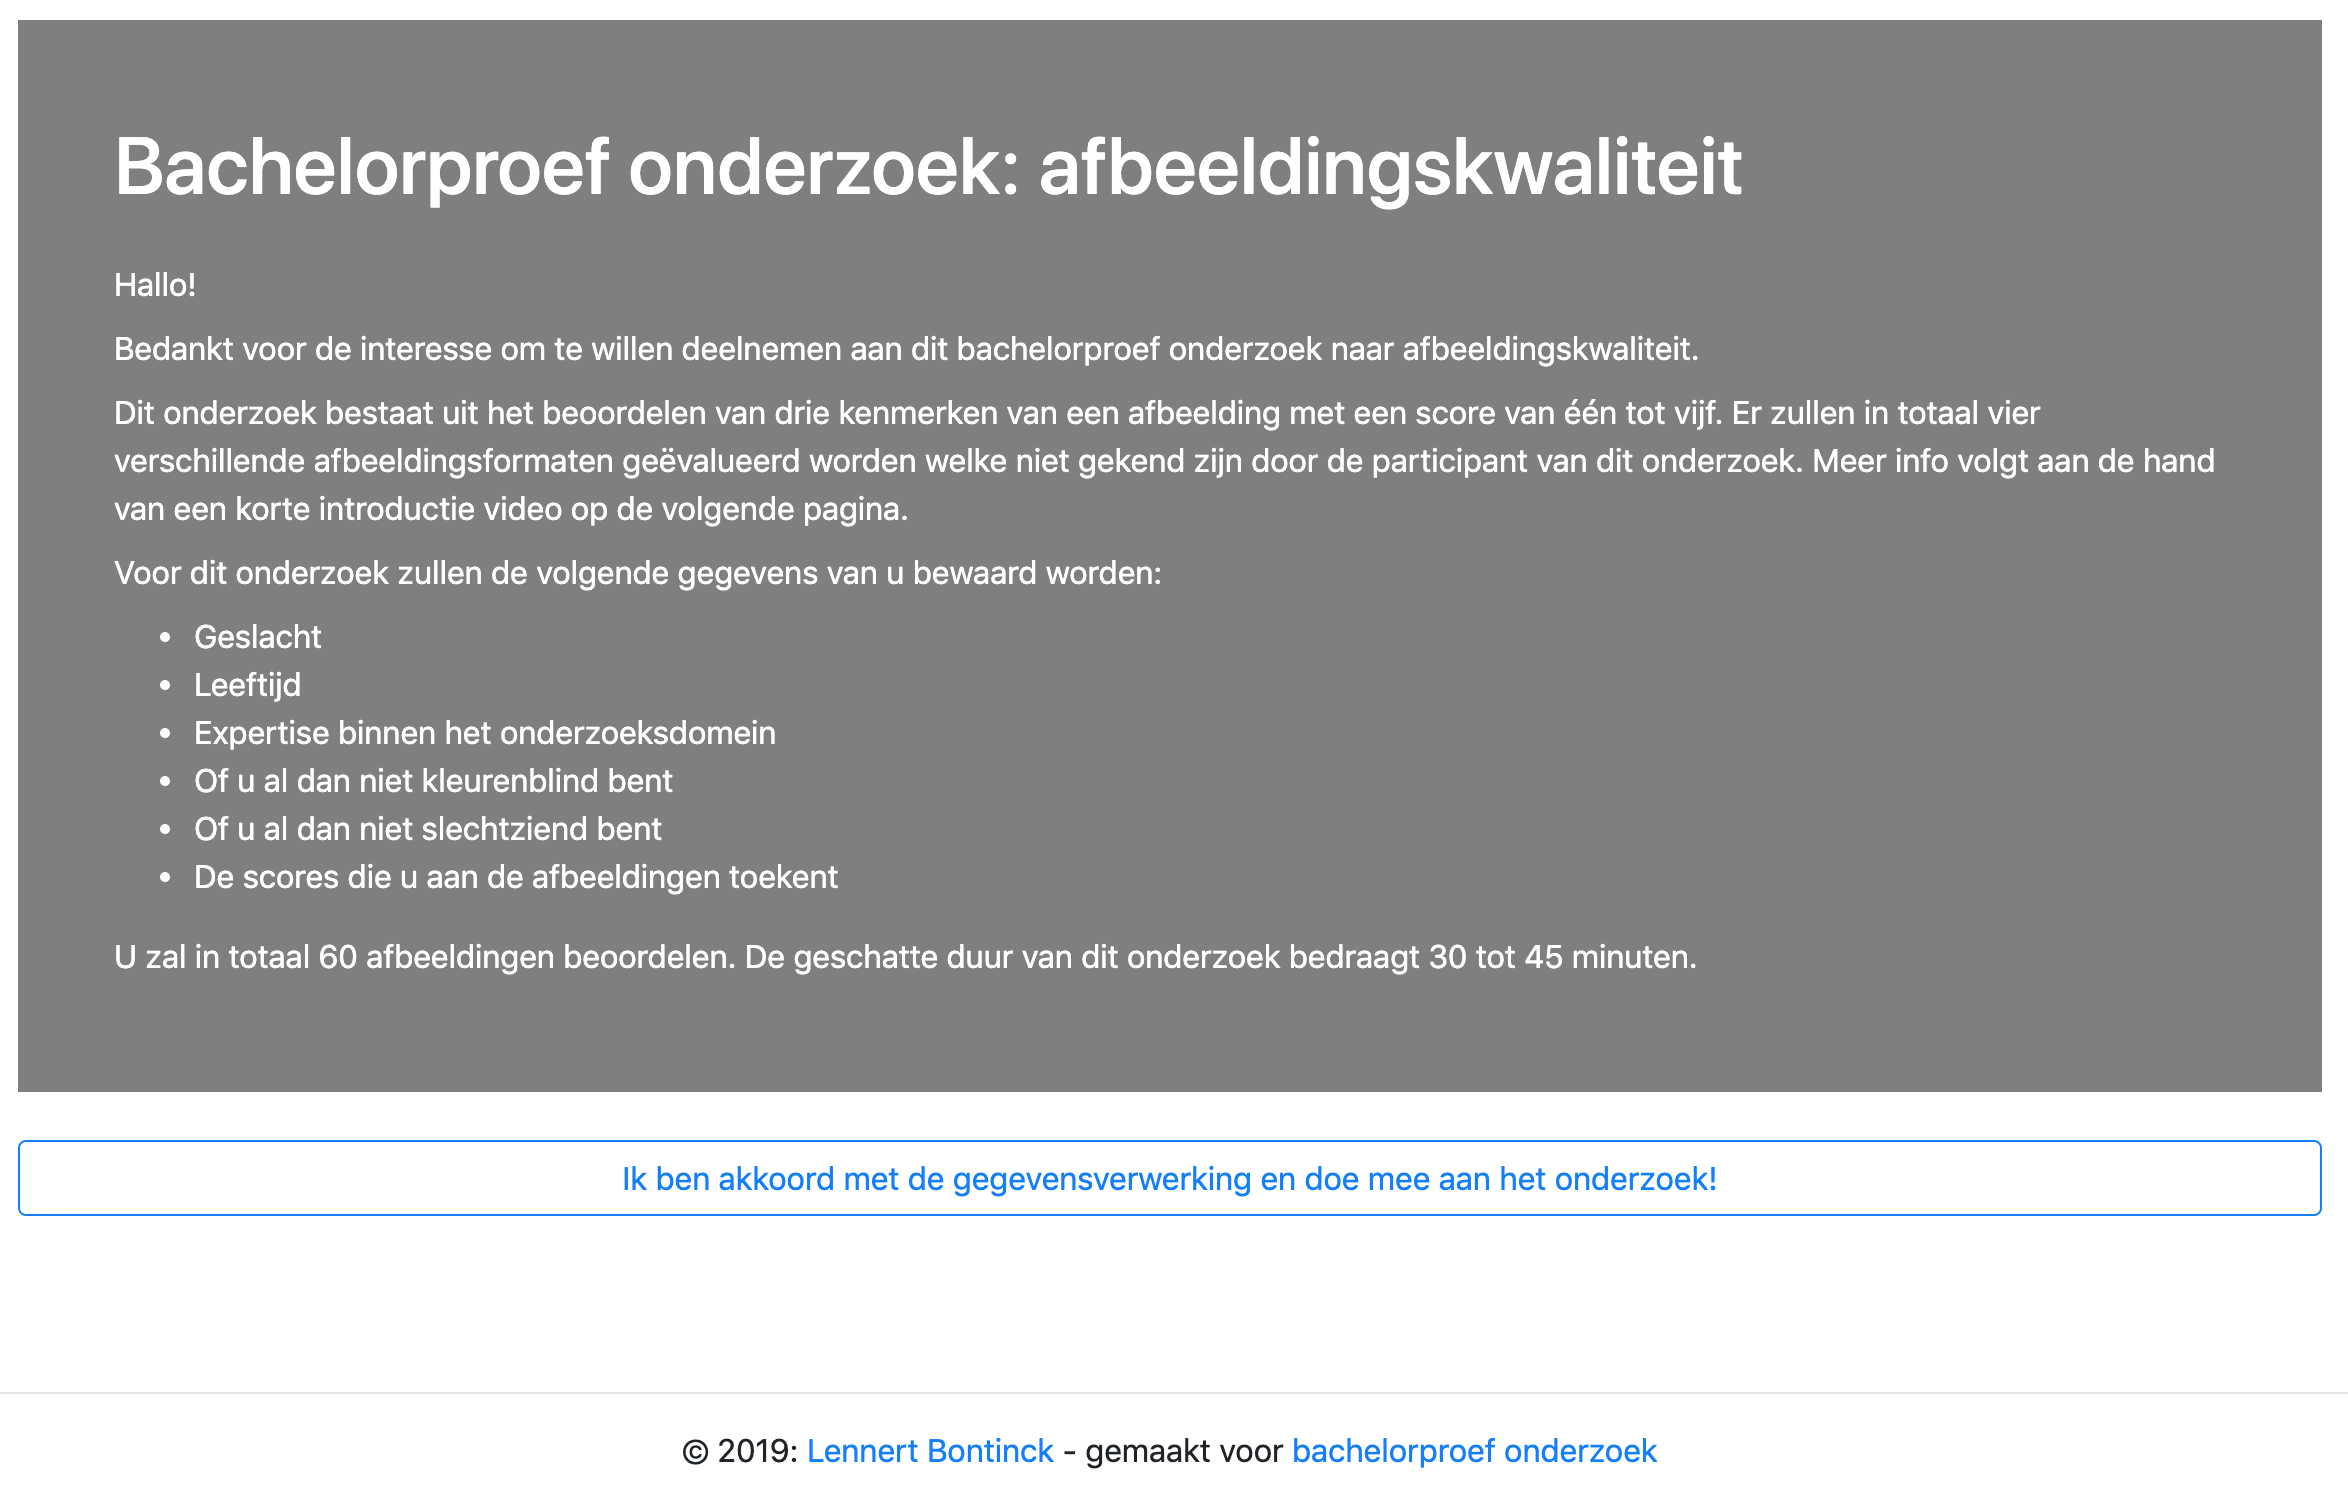 Bachelorproef onderzoek: afbeeldingskwaliteit
Hallo!
Bedankt voor de interesse om te willen deelnemen aan dit bachelorproef onderzoek naar afbeeldingskwaliteit.
Dit onderzoek bestaat uit het beoordelen van drie kenmerken van een afbeelding met een score van één tot vijf. Er zullen in totaal vier
verschillende afbeeldingsformaten geëvalueerd worden welke niet gekend zijn door de participant van dit onderzoek. Meer info volgt aan de hand
van een korte introductie video op de volgende pagina.
Voor dit onderzoek zullen de volgende gegevens van u bewaard worden:
• Geslacht
• Leeftijd
• Expertise binnen het onderzoeksdomein
• Of u al dan niet kleurenblind bent
• Of u al dan niet slechtziend bent
• De scores die u aan de afbeeldingen toekent
U zal in totaal 60 afbeeldingen beoordelen. De geschatte duur van dit onderzoek bedraagt 30 tot 45 minuten.
Ik ben akkoord met de gegevensverwerking en doe mee aan het onderzoek!
© 2019: Lennert Bontinck - gemaakt voor bachelorproef onderzoek